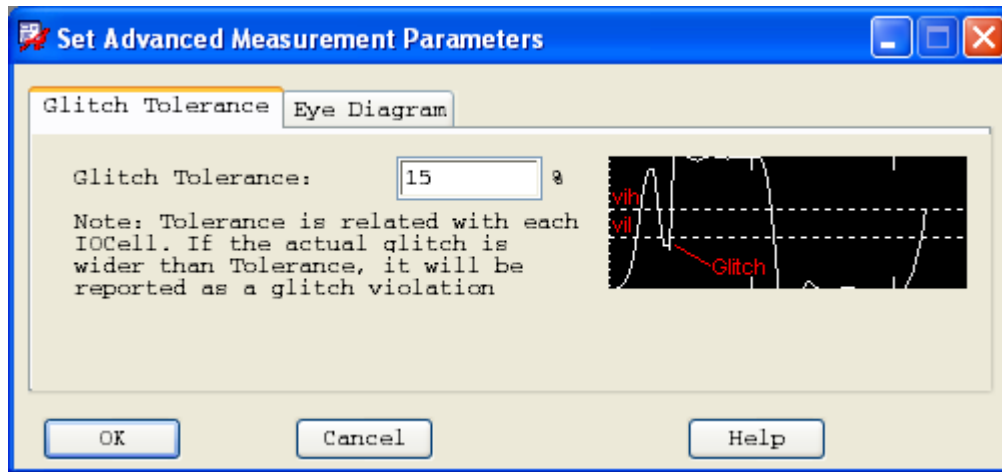 Set Advanced Measurement Parameters
Glitch Tolerance
Eye Diagram
Glitch Tolerance: 15 %
Note: Tolerance is related with each
IOCell. If the actual glitch is
wider than Tolerance, it will be
reported as a glitch violation
vih
vil
Glitch
OK
Cancel
Help